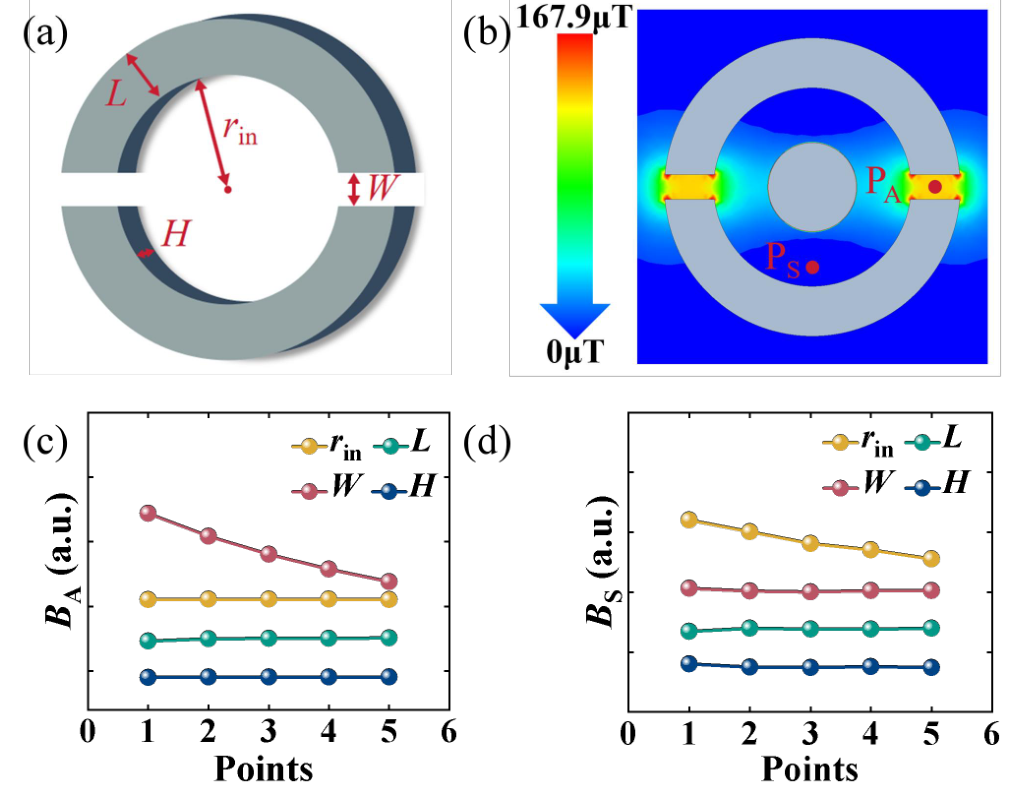 (a)
L
r_in
W
H
(b)
167.9μT
0μT
P_A
P_S
(c)
r_in L
W H
B_A (a.u.)
0 1 2 3 4 5 6
Points
(d)
r_in L
W H
B_S (a.u.)
0 1 2 3 4 5 6
Points